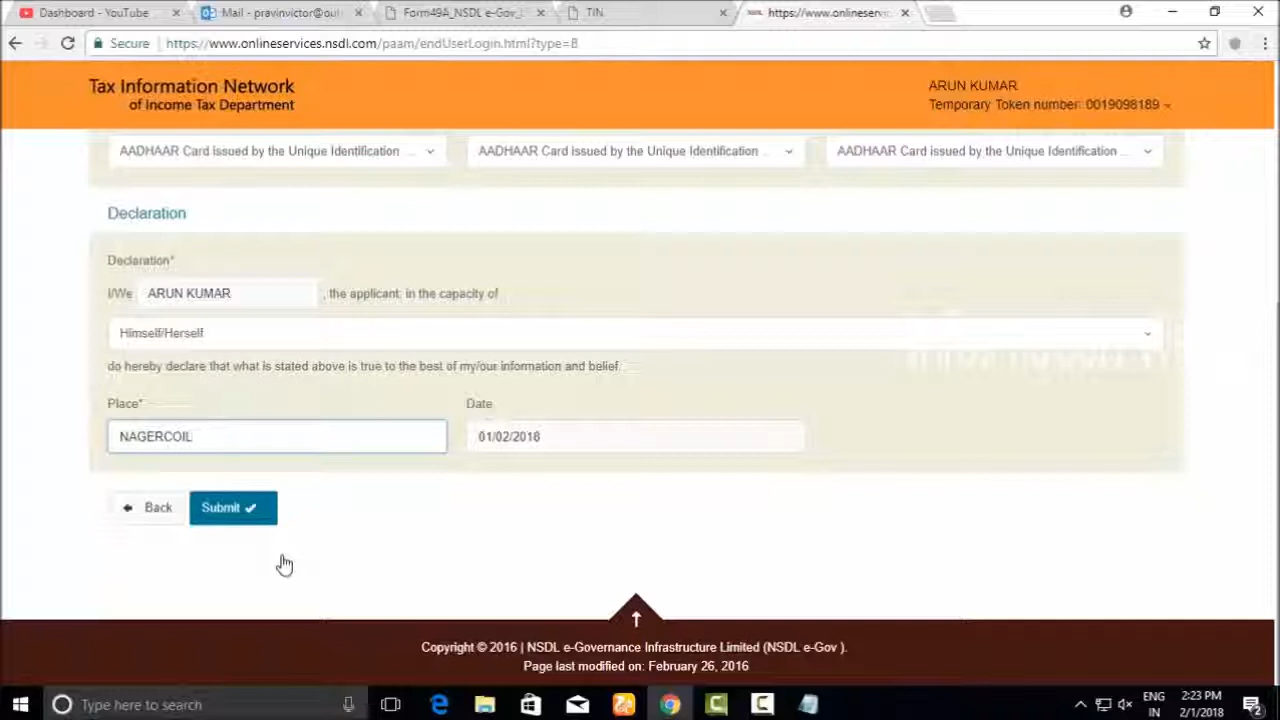 Dashboard - YouTube
Mail - pravinvictor@ou
Form49A_NSDL e-Gov_
TIN
https://www.onlineserv
Secure
https://www.onlineservices.nsdl.com/paam/endUserLogin.html?type=B
Tax Information Network
of Income Tax Department
ARUN KUMAR
Temporary Token number: 0019098189
AADHAAR Card issued by the Unique Identification ...
AADHAAR Card issued by the Unique Identification ...
AADHAAR Card issued by the Unique Identification ...
Declaration
Declaration*
I/We ARUN KUMAR , the applicant, in the capacity of
Himself/Herself
do hereby declare that what is stated above is true to the best of my/our information and belief.
Place*
Date
NAGERCOIL
01/02/2018
Back
Submit
Copyright © 2016 | NSDL e-Governance Infrastructure Limited (NSDL e-Gov ).
Page last modified on: February 26, 2016
Type here to search
ENG
IN
2:23 PM
2/1/2018
2